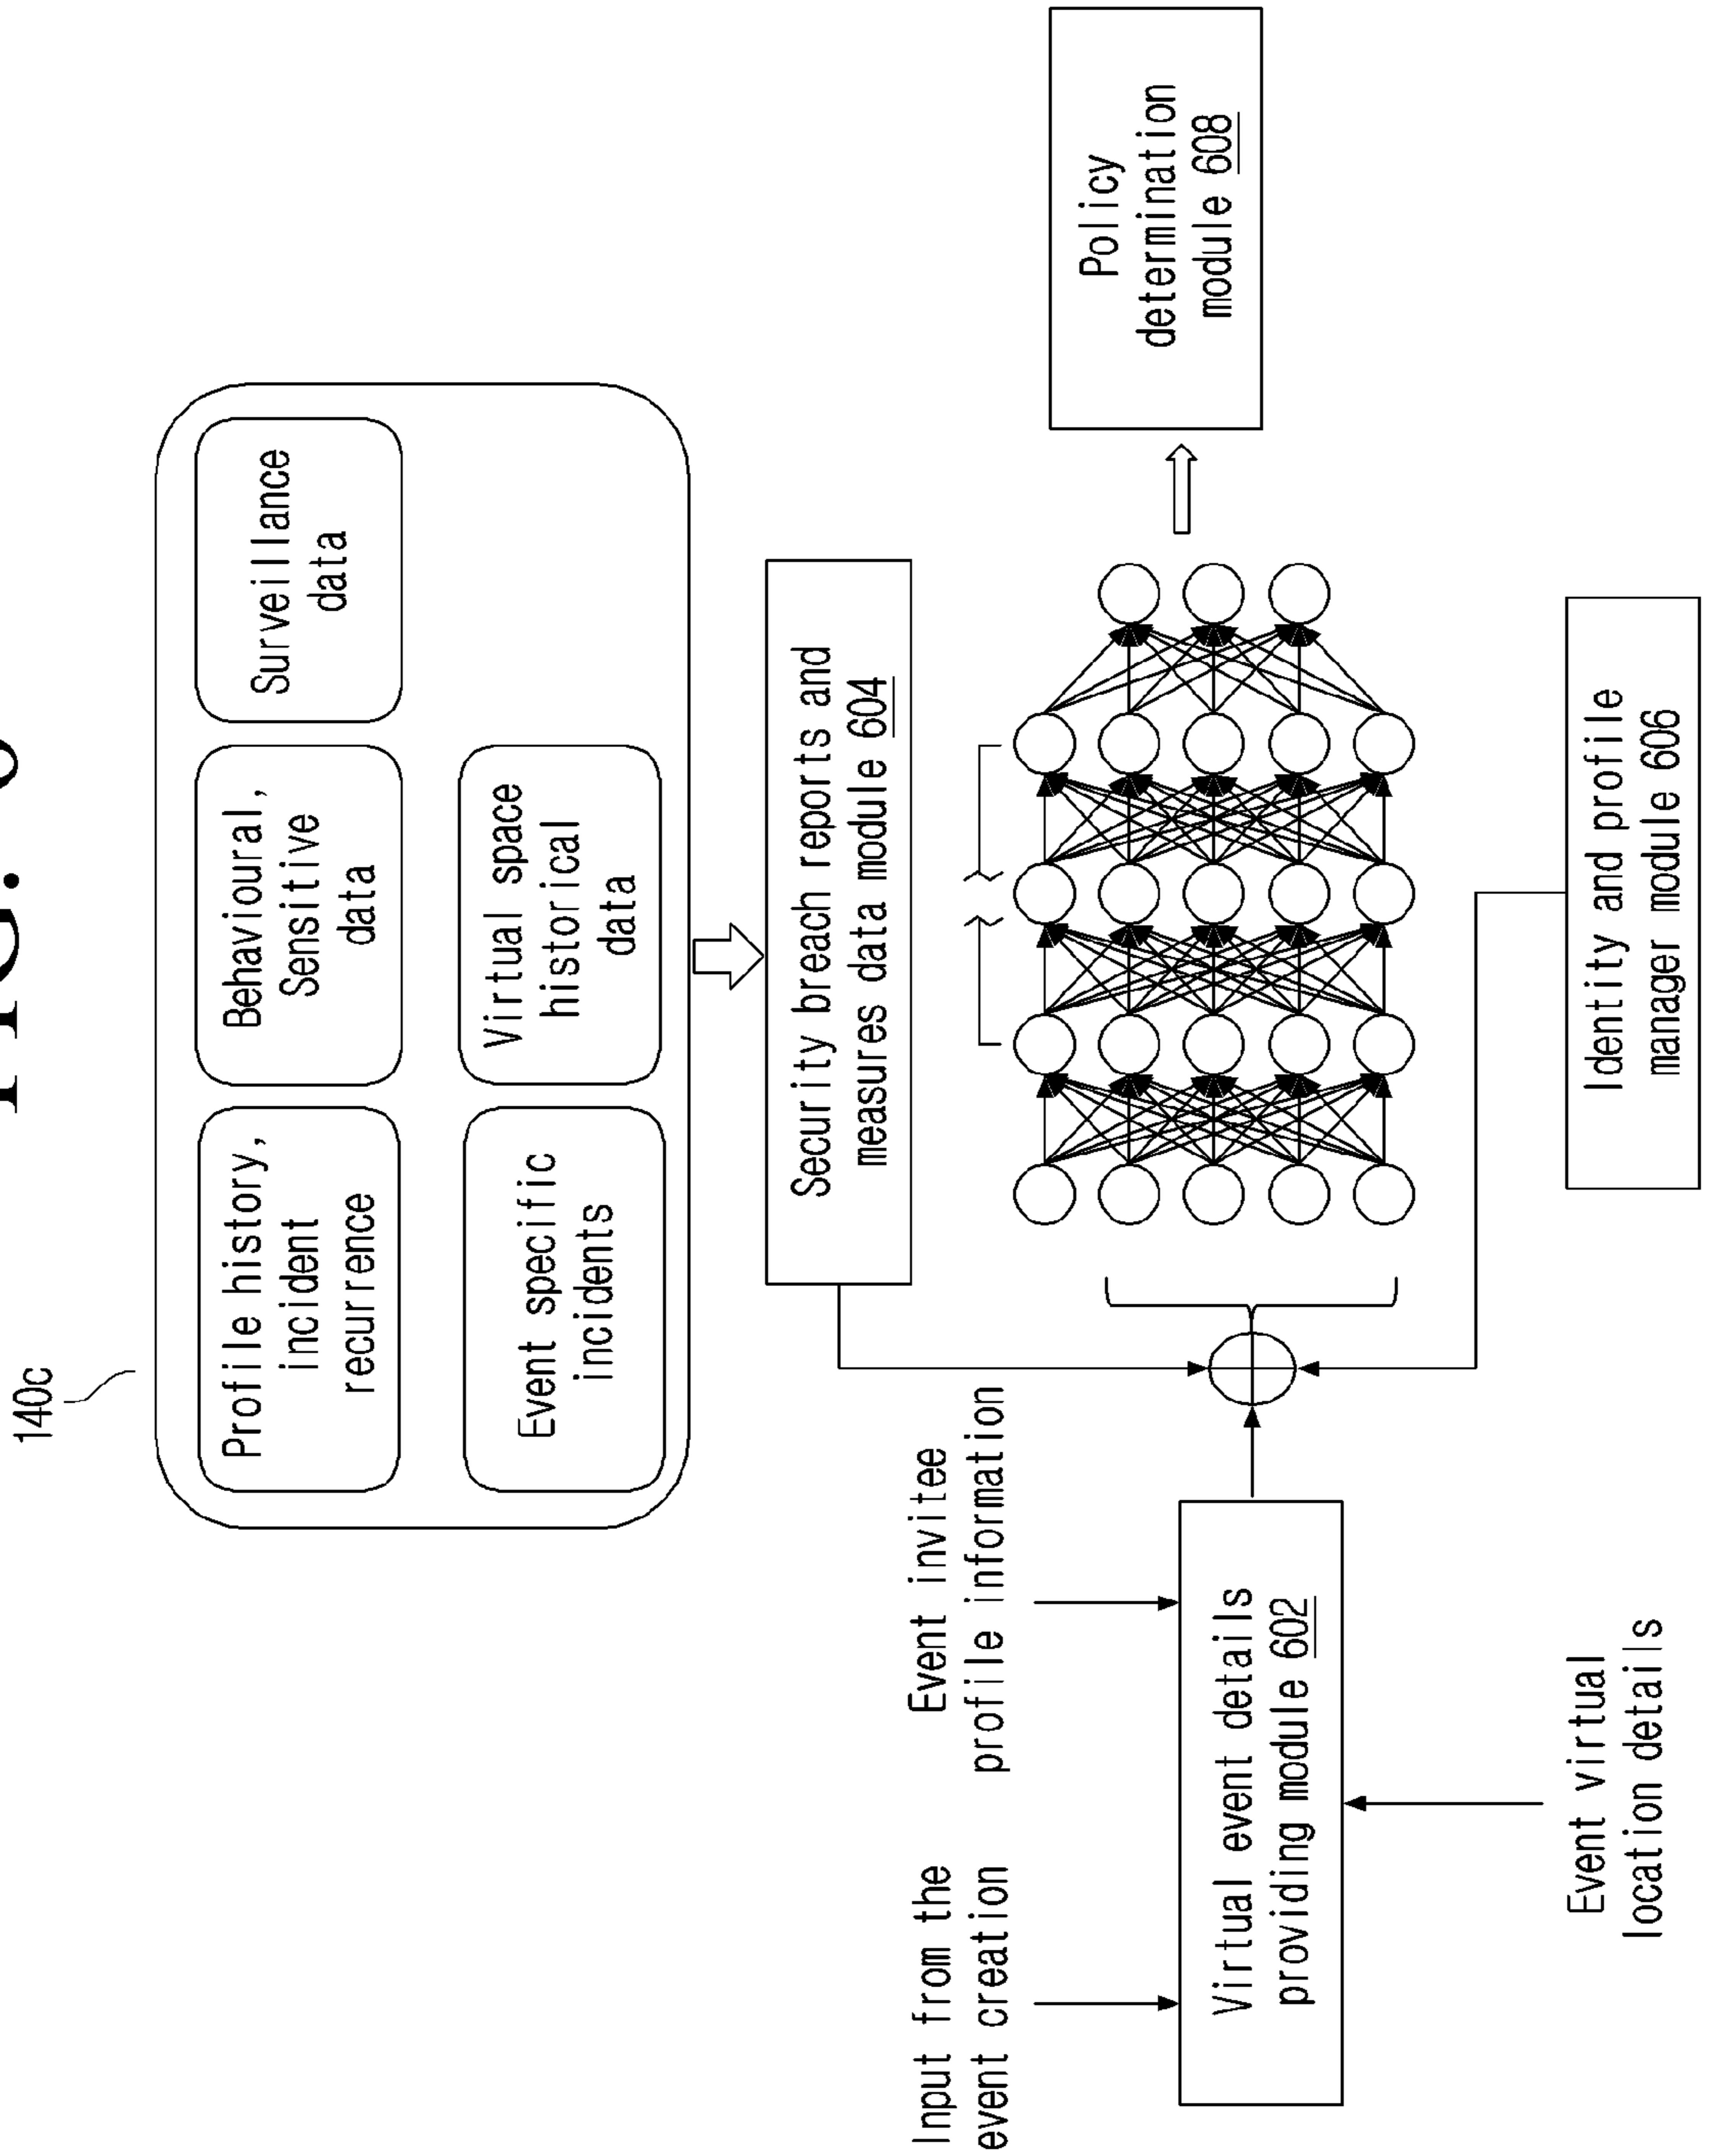 FIG. 6
140c
Profile history,
incident
recurrence
Behavioural,
Sensitive
data
Surveillance
data
Event specific
incidents
Virtual space
historical
data
Security breach reports and
measures data module 604
Input from the
event creation
Event invitee
profile information
Virtual event details
providing module 602
Event virtual
location details
Policy
determination
module 608
Identity and profile
manager module 606